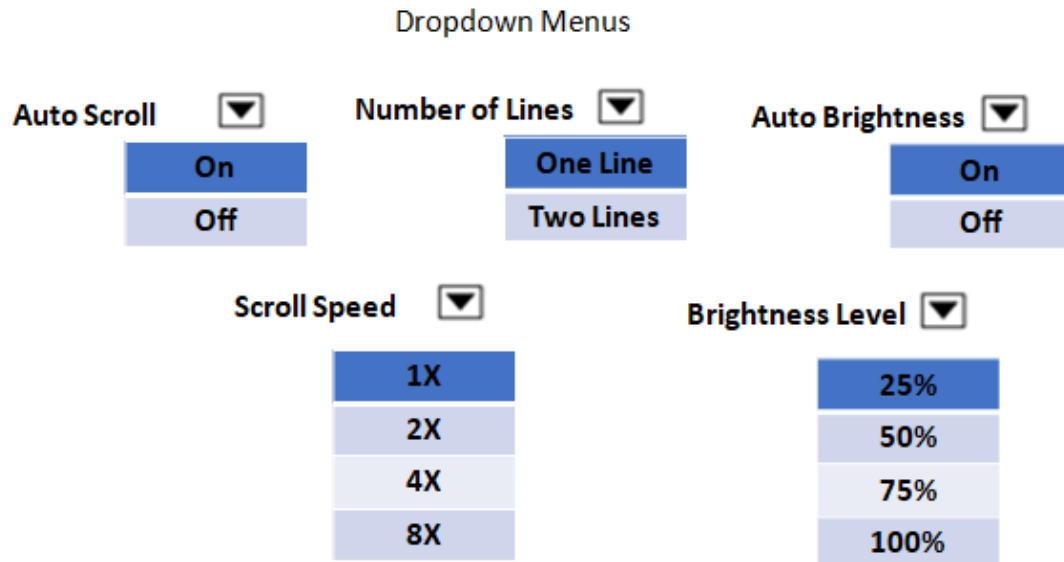 Dropdown Menus
Auto Scroll
On
Off
Number of Lines
One Line
Two Lines
Auto Brightness
On
Off
Scroll Speed
1X
2X
4X
8X
Brightness Level
25%
50%
75%
100%